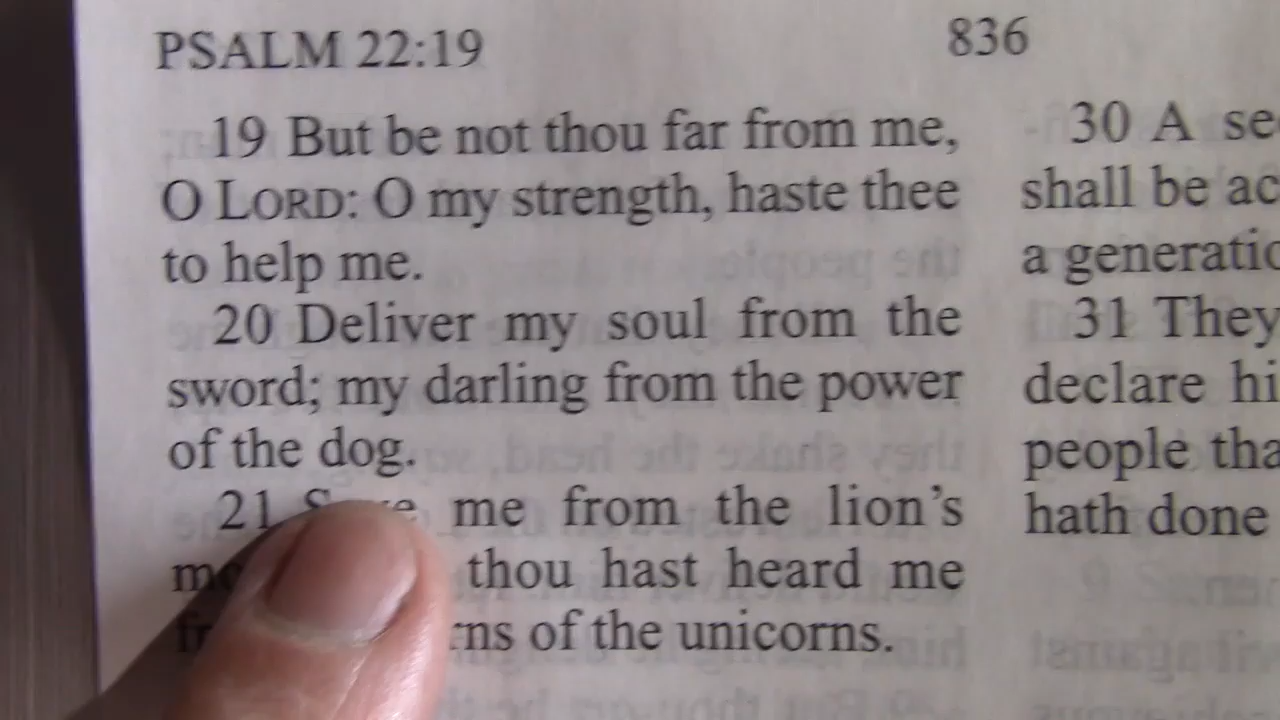 PSALM 22:19
836
19 But be not thou far from me,
O LORD: O my strength, haste thee
to help me.
20 Deliver my soul from the
sword; my darling from the power
of the dog.
21 me from the lion's
thou hast heard me
of the unicorns.
30 A
shall be
a
31 They
declare
people
hath done